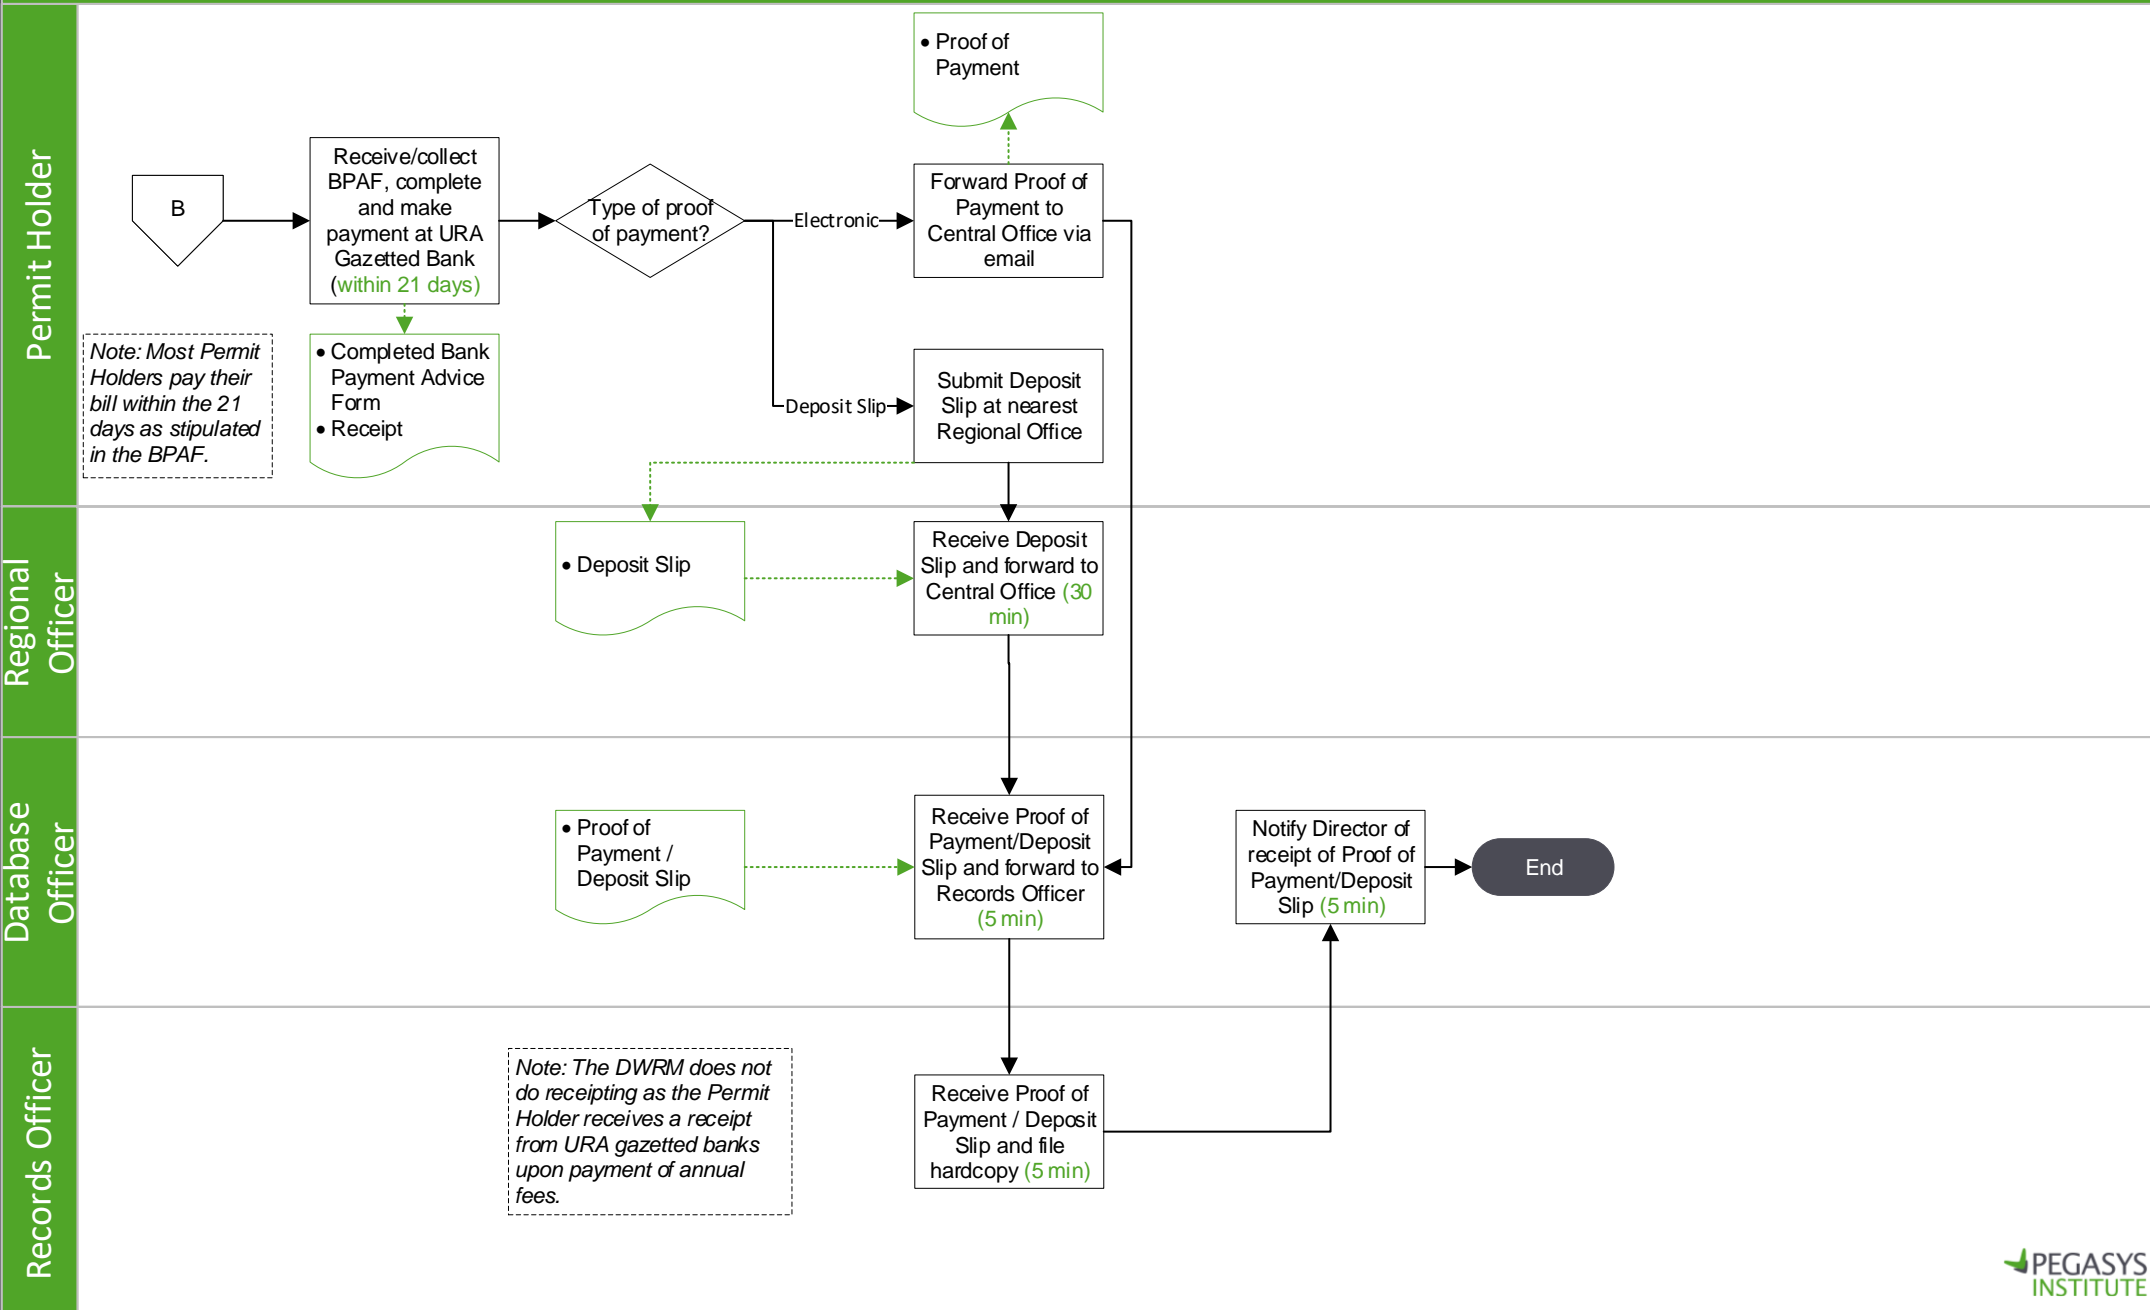 Permit Holder
B
Receive/collect
BPAF, complete
and make
payment at URA
Gazetted Bank
(within 21 days)
Type of proof
of payment?
Electronic
Forward Proof of
Payment to
Central Office via
email
• Proof of
Payment
Note: Most Permit
Holders pay their
bill within the 21
days as stipulated
in the BPAF.
• Completed Bank
Payment Advice
Form
• Receipt
Deposit Slip
Submit Deposit
Slip at nearest
Regional Office
Regional
Officer
• Deposit Slip
Receive Deposit
Slip and forward to
Central Office (30
min)
Database
Officer
• Proof of
Payment /
Deposit Slip
Receive Proof of
Payment/Deposit
Slip and forward to
Records Officer
(5 min)
Notify Director of
receipt of Proof of
Payment/Deposit
Slip (5 min)
End
Records Officer
Note: The DWRM does not
do receipting as the Permit
Holder receives a receipt
from URA gazetted banks
upon payment of annual
fees.
Receive Proof of
Payment / Deposit
Slip and file
hardcopy (5 min)
PEGASYS
INSTITUTE